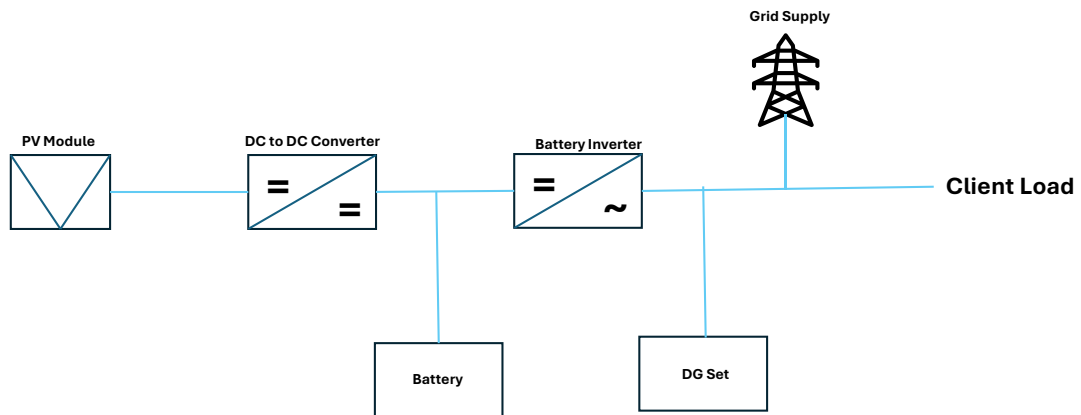 Grid Supply
PV Module
DC to DC Converter
Battery Inverter
=
=
=
~
Client Load
Battery
DG Set